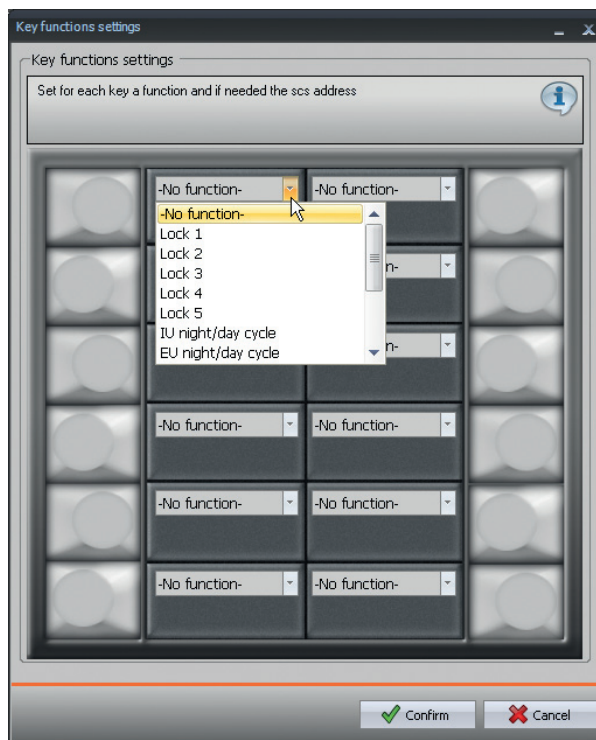 Key functions settings
Key functions settings
Set for each key a function and if needed the scs address
-No function- -No function-
-No function-
Lock 1
Lock 2
n-
Lock 3
Lock 4
Lock 5
IU night/day cycle
n-
EU night/day cycle
-No function- -No function-
-No function- -No function-
-No function- -No function-
Confirm Cancel